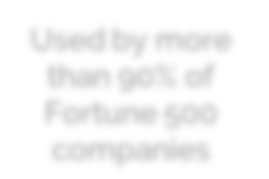 Used by more
than 90% of
Fortune 500
companies